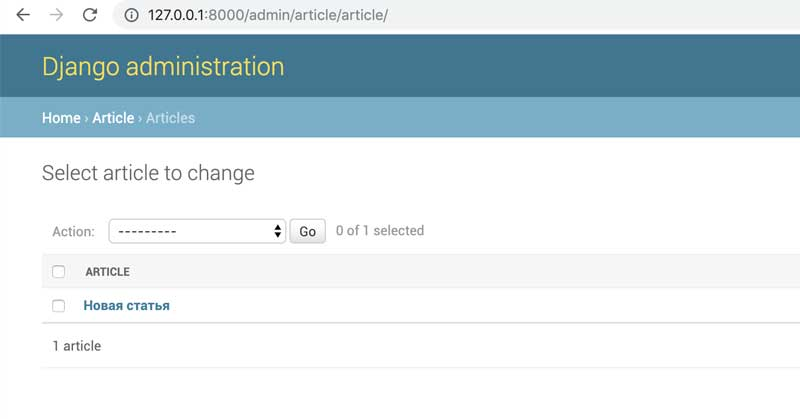 127.0.0.1:8000/admin/article/article/
Django administration
Home › Article › Articles
Select article to change
Action: --------- Go 0 of 1 selected
ARTICLE
Новая статья
1 article